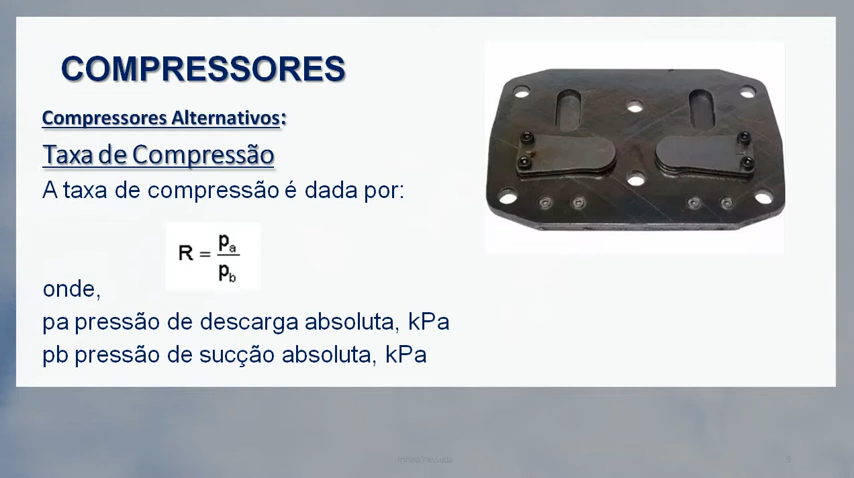 COMPRESSORES
Compressores Alternativos:
Taxa de Compressão
A taxa de compressão é dada por:
R = pa / pb
onde,
pa pressão de descarga absoluta, kPa
pb pressão de sucção absoluta, kPa
4